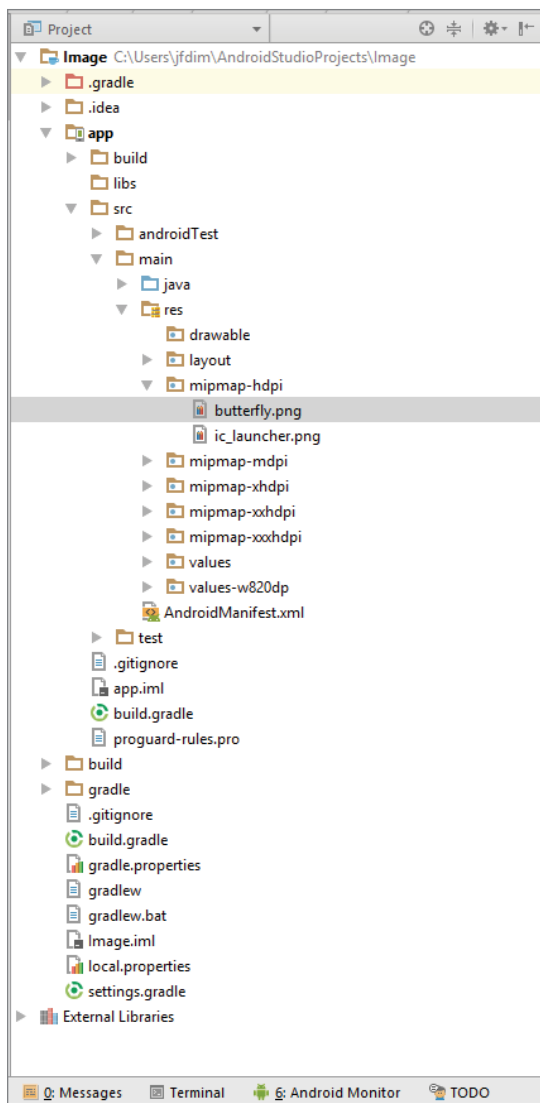 Project
Image C:\Users\jfdim\AndroidStudioProjects\Image
.gradle
.idea
app
build
libs
src
androidTest
main
java
res
drawable
layout
mipmap-hdpi
butterfly.png
ic_launcher.png
mipmap-mdpi
mipmap-xhdpi
mipmap-xxhdpi
mipmap-xxxhdpi
values
values-w820dp
AndroidManifest.xml
test
.gitignore
app.iml
build.gradle
proguard-rules.pro
build
gradle
.gitignore
build.gradle
gradle.properties
gradlew
gradlew.bat
Image.iml
local.properties
settings.gradle
External Libraries
0: Messages Terminal 6: Android Monitor TODO